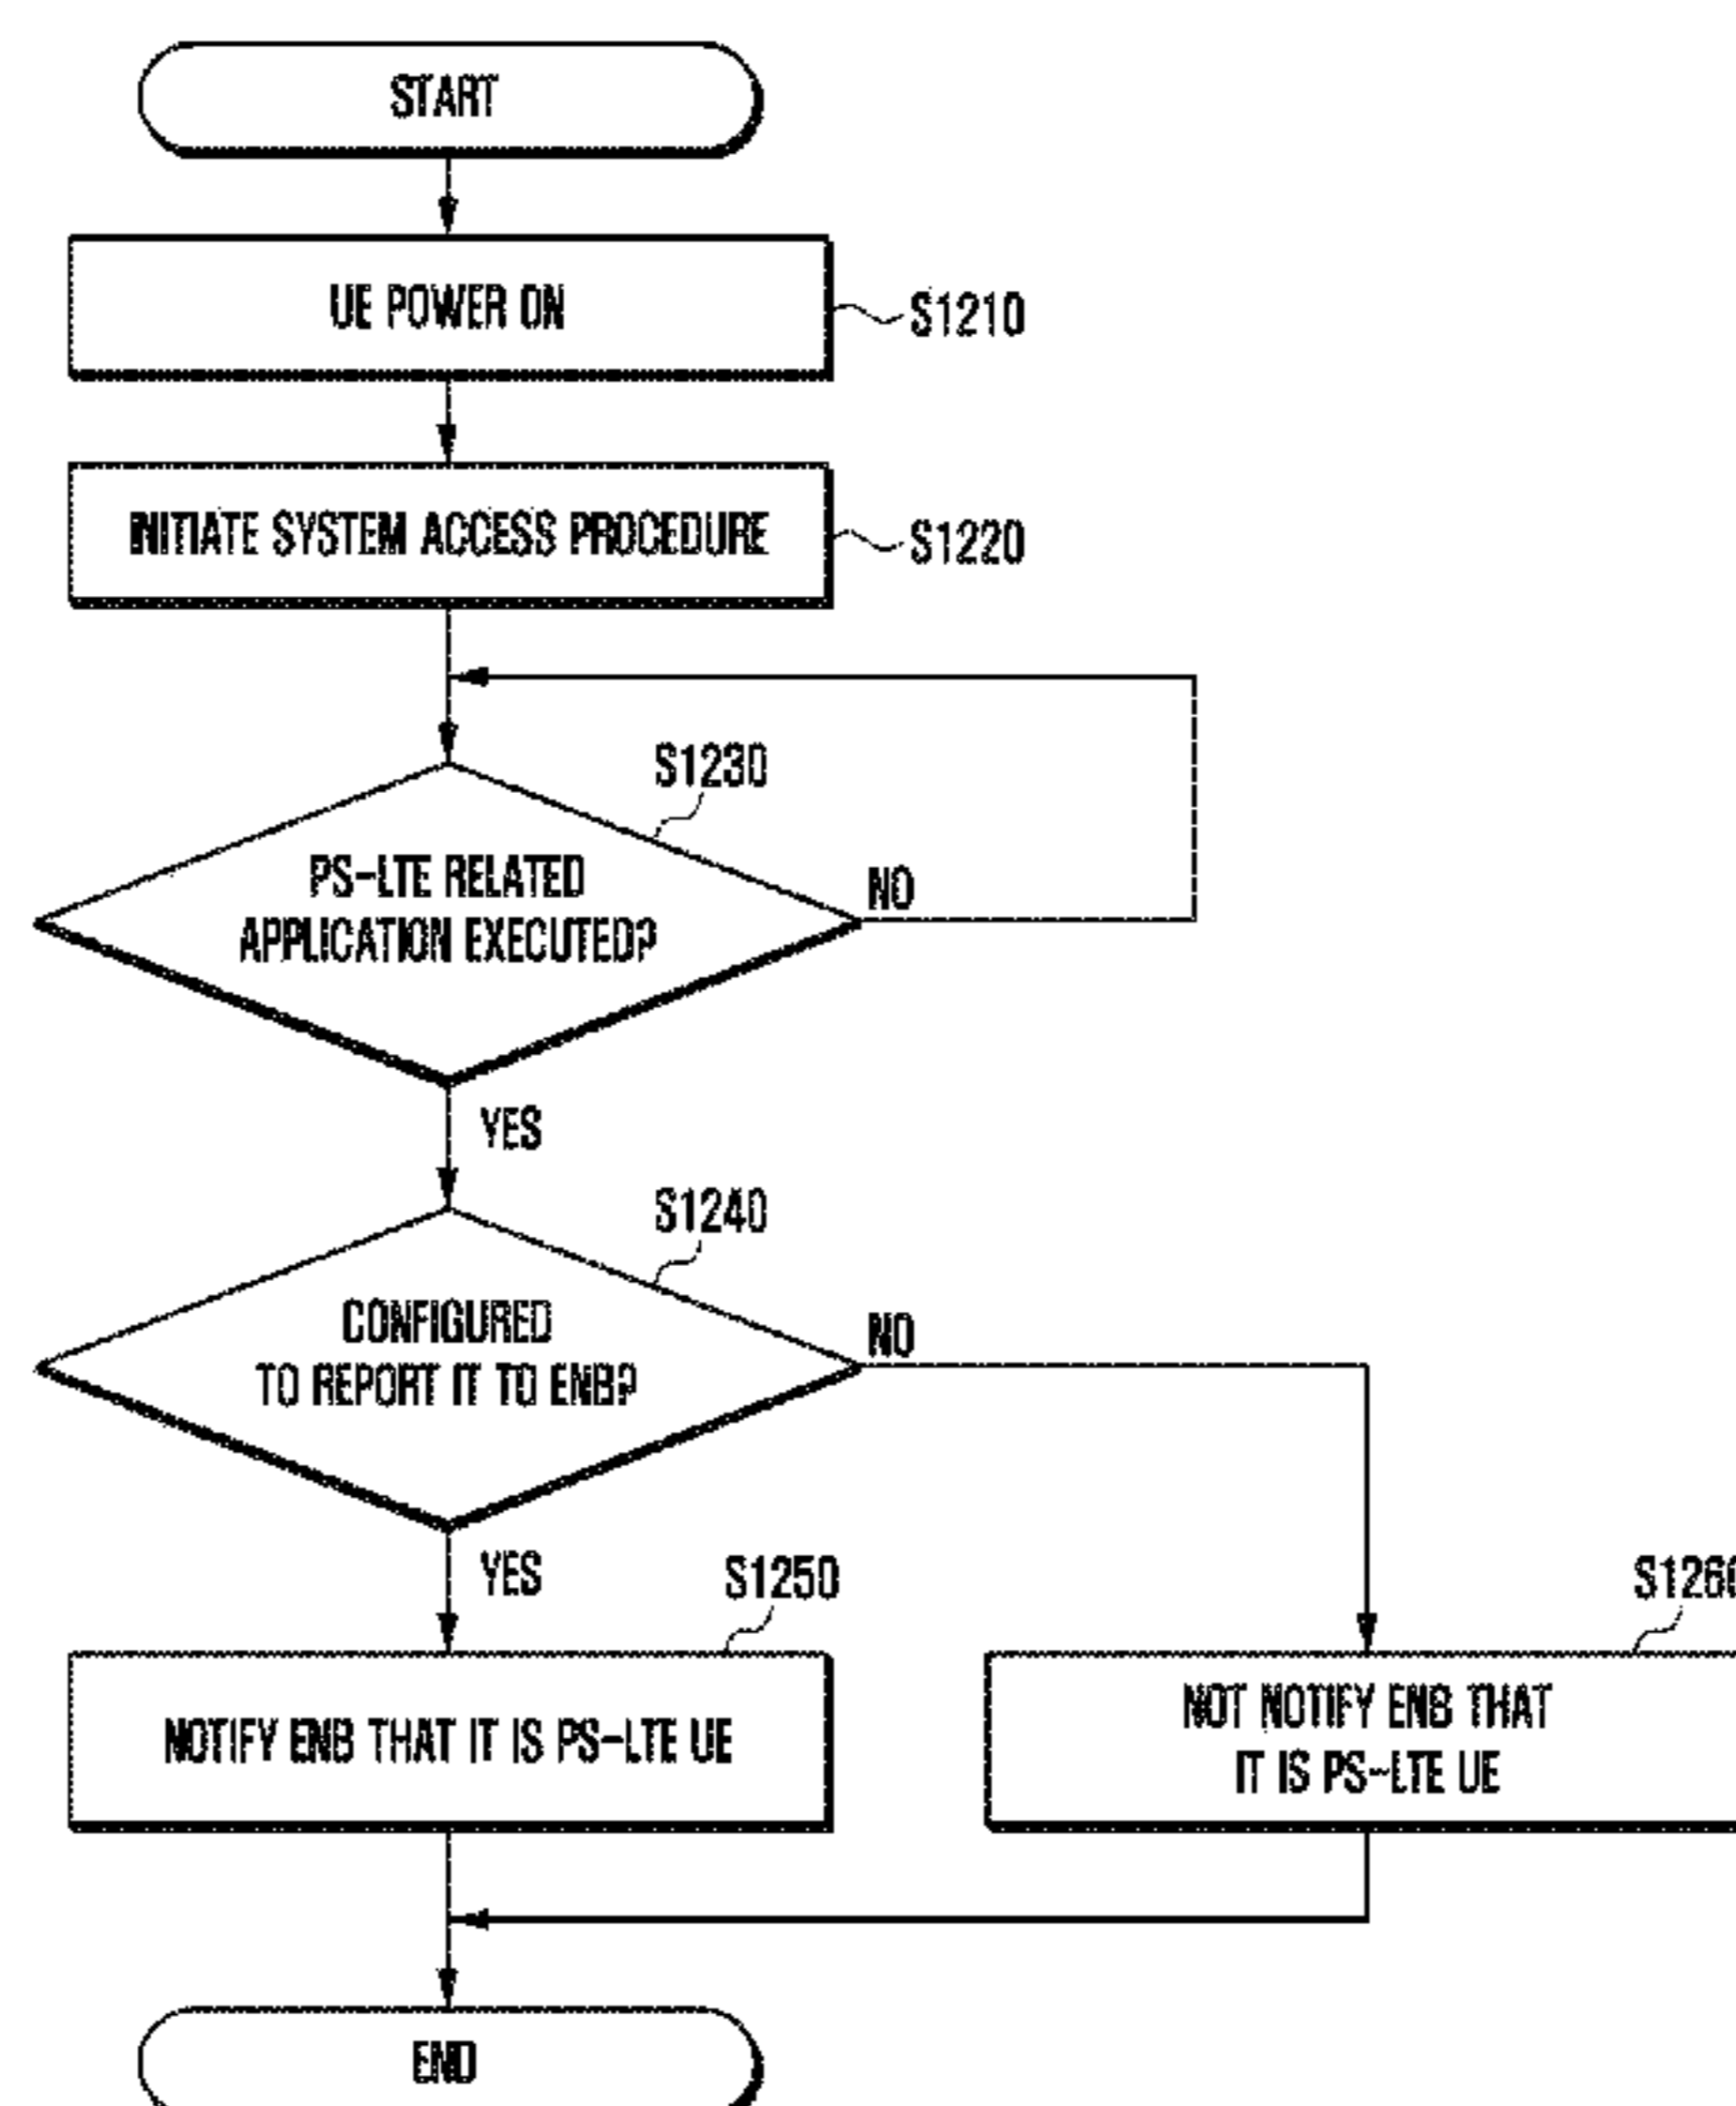 START
UE POWER ON
S1210
INITIATE SYSTEM ACCESS PROCEDURE
S1220
S1230
PS-LTE RELATED
APPLICATION EXECUTED?
NO
YES
S1240
CONFIGURED
TO REPORT IT TO ENB?
NO
YES
S1250
NOTIFY ENB THAT IT IS PS-LTE UE
S1260
NOT NOTIFY ENB THAT
IT IS PS-LTE UE
END